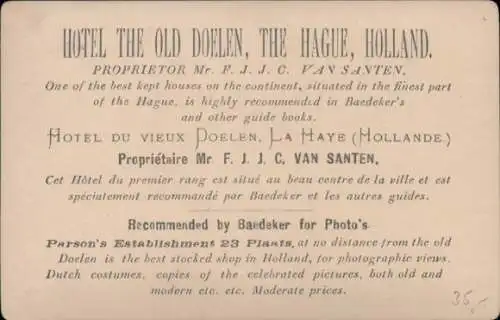 HOTEL THE OLD DOELEN, THE HAGUE, HOLLAND.
PROPRIETOR Mr. F. J. J. C. VAN SANTEN.
One of the best kept houses on the continent, situated in the finest part
of the Hague, is highly recommended in Baedeker's
and other guide books.
HOTEL DU VIEUX DOELEN, LA HAYE (HOLLANDE.)
Propriétaire Mr. F. J. J. C. VAN SANTEN,
Cet Hôtel du premier rang est situé au beau centre de la ville et est
spécialement recommandé par Baedeker et les autres guides.
Recommended by Baedeker for Photo's
Parson's Establishment 23 Plaats, at no distance from the old
Doelen is the best stocked shop in Holland, for photographic views.
Dutch costumes, copies of the celebrated pictures, both old and
modern etc. etc. Moderate prices.
35,-